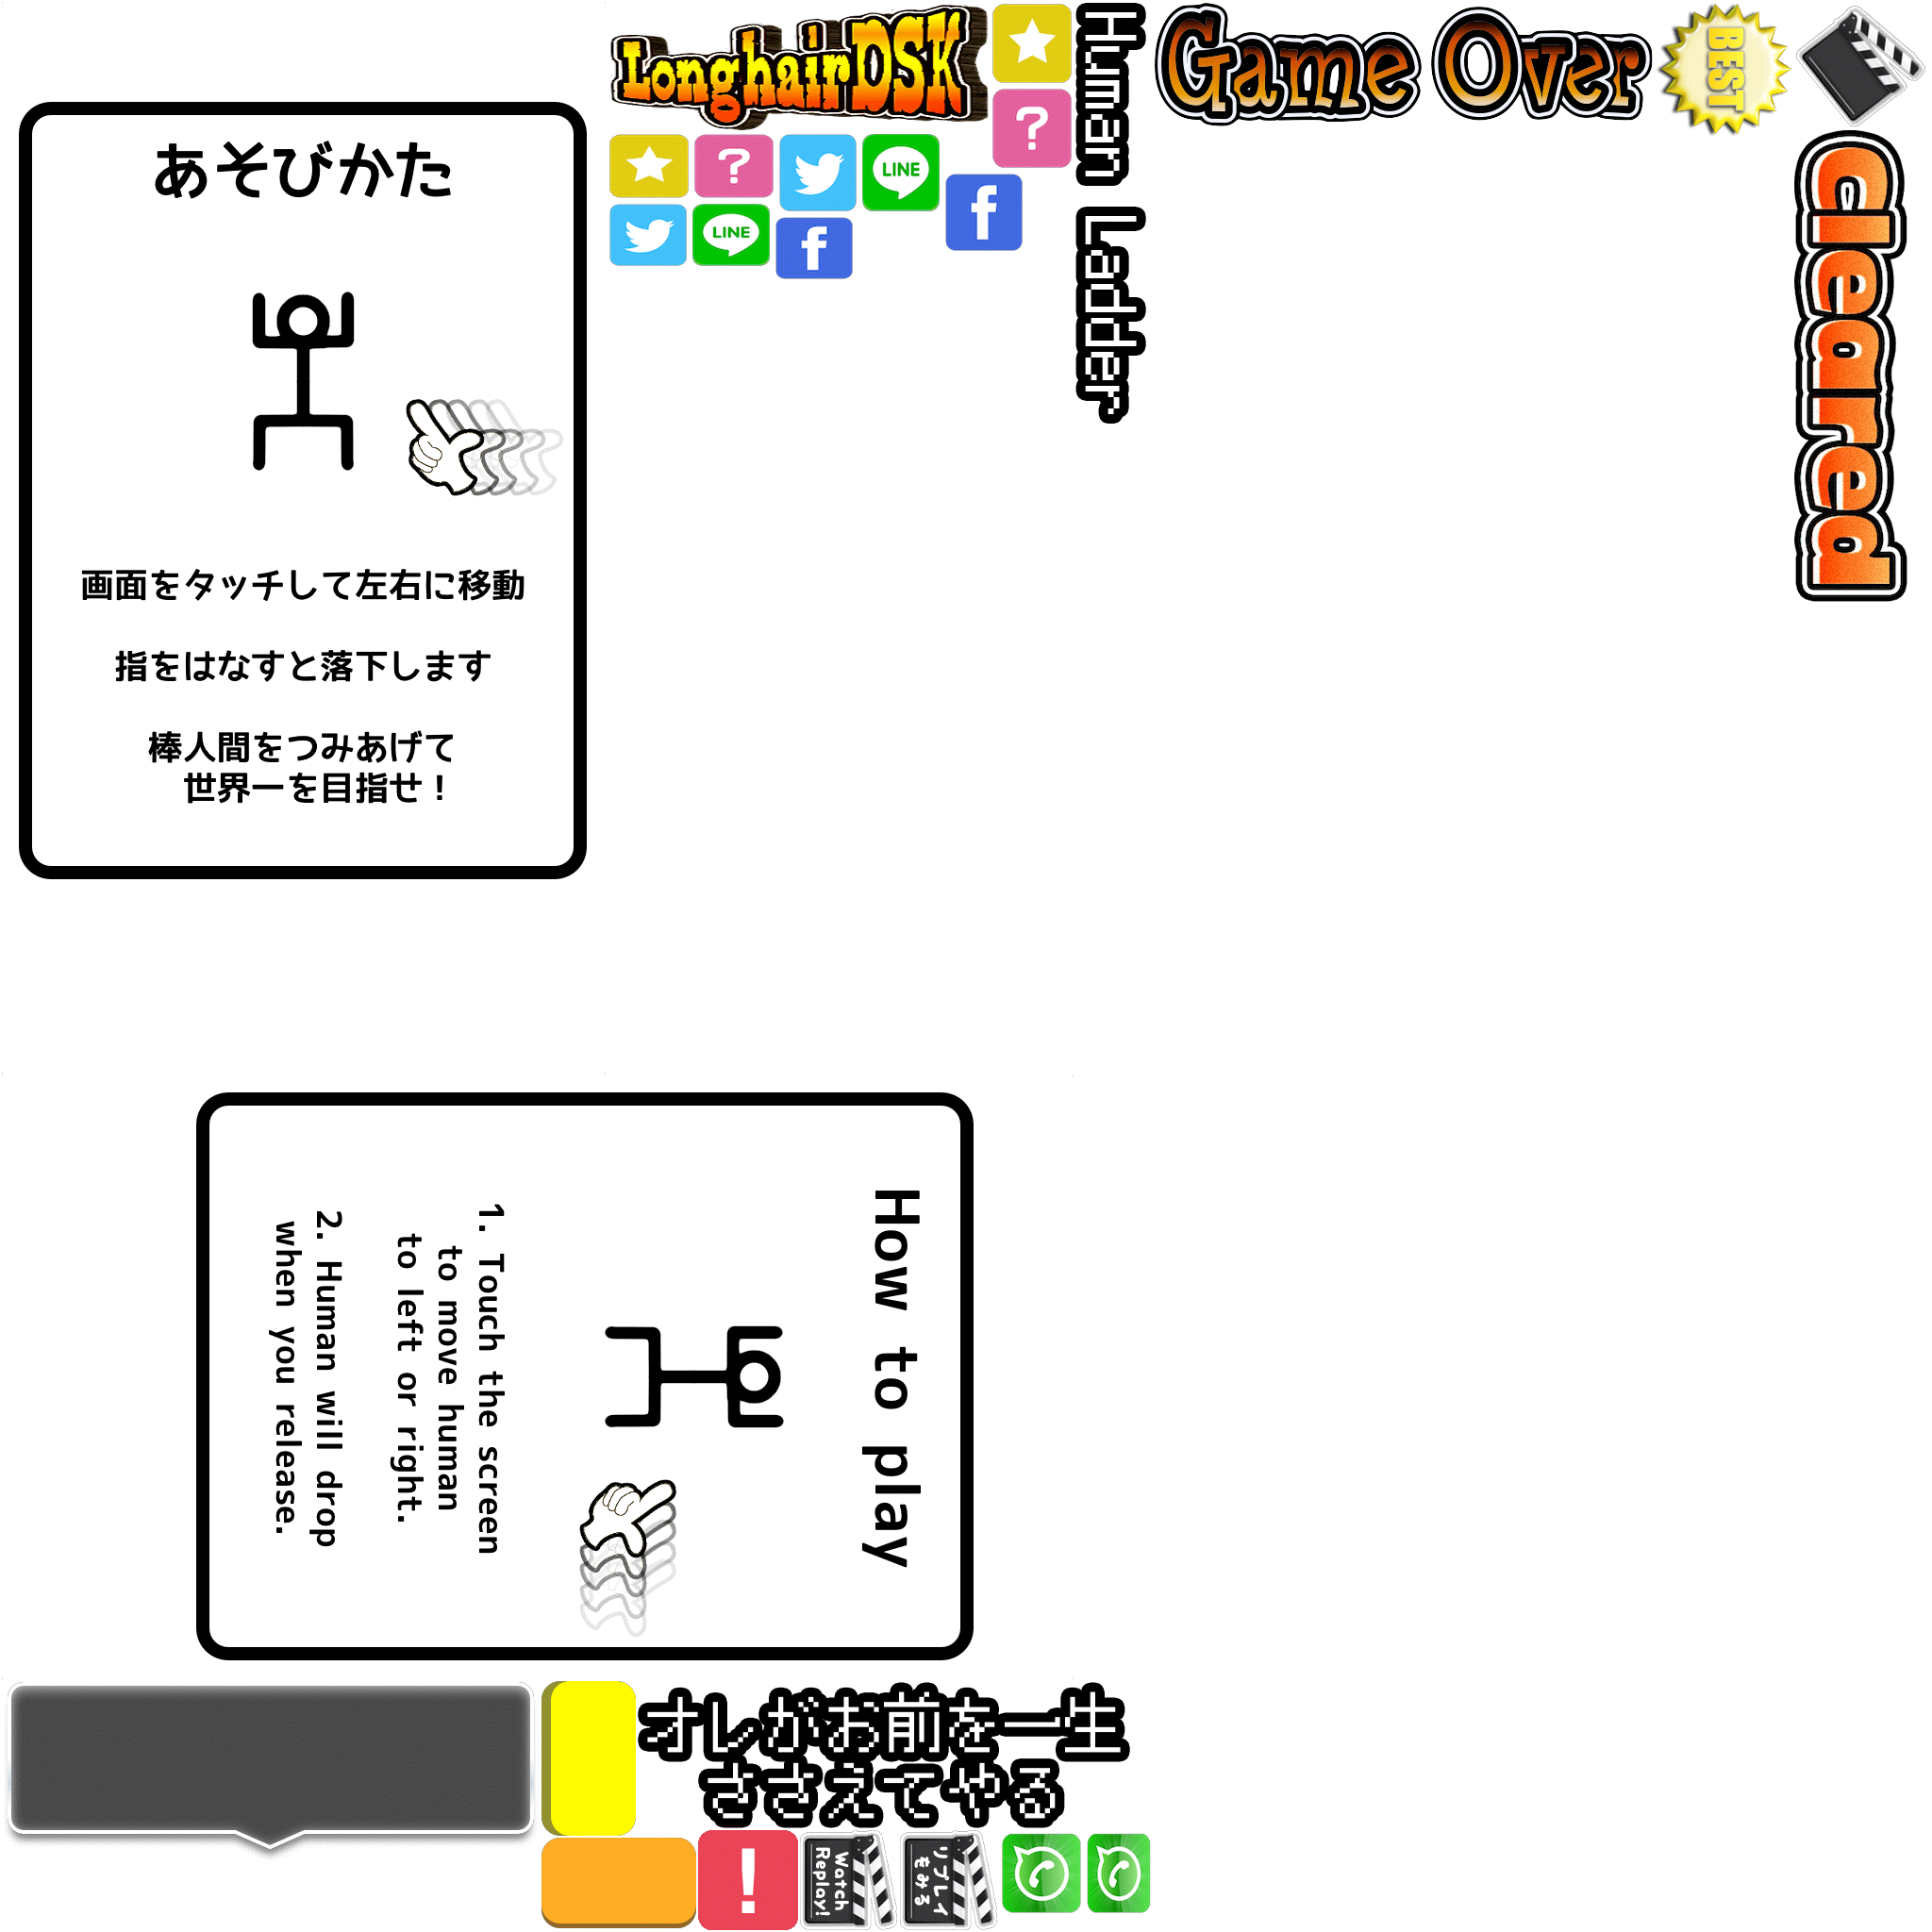 LonghairDSK
Human Ladder
Game Over
BEST
Cleared
LINE
LINE
あそびかた
画面をタッチして左右に移動
指をはなすと落下します
棒人間をつみあげて
世界一を目指せ！
How to play
1. Touch the screen
to move human
to left or right.
2. Human will drop
when you release.
オレがお前を一生
ささえてやる
!
Watch
Replay!
リプレイ
をみる